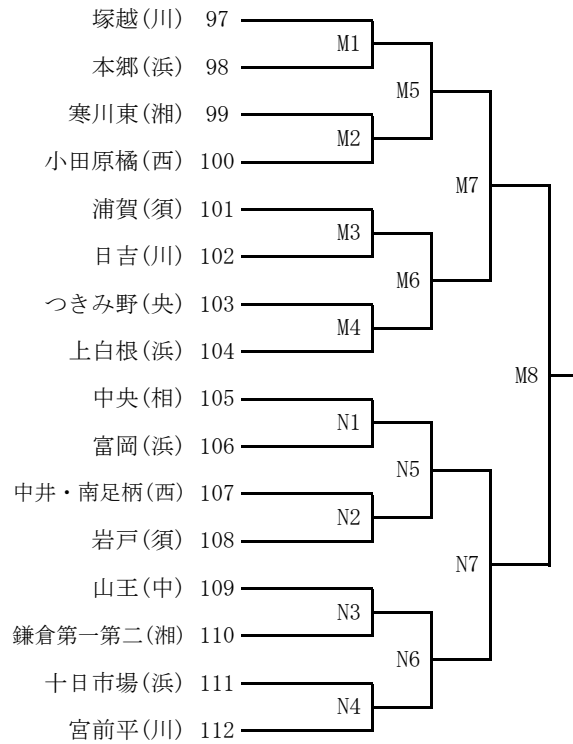 塚越(川) 97
M1
本郷(浜) 98
M5
寒川東(湘) 99
M2
小田原橘(西) 100
M7
浦賀(須) 101
M3
日吉(川) 102
M6
つきみ野(央) 103
M4
上白根(浜) 104
M8
中央(相) 105
N1
富岡(浜) 106
N5
中井・南足柄(西) 107
N2
岩戸(須) 108
N7
山王(中) 109
N3
鎌倉第一第二(湘) 110
N6
十日市場(浜) 111
N4
宮前平(川) 112